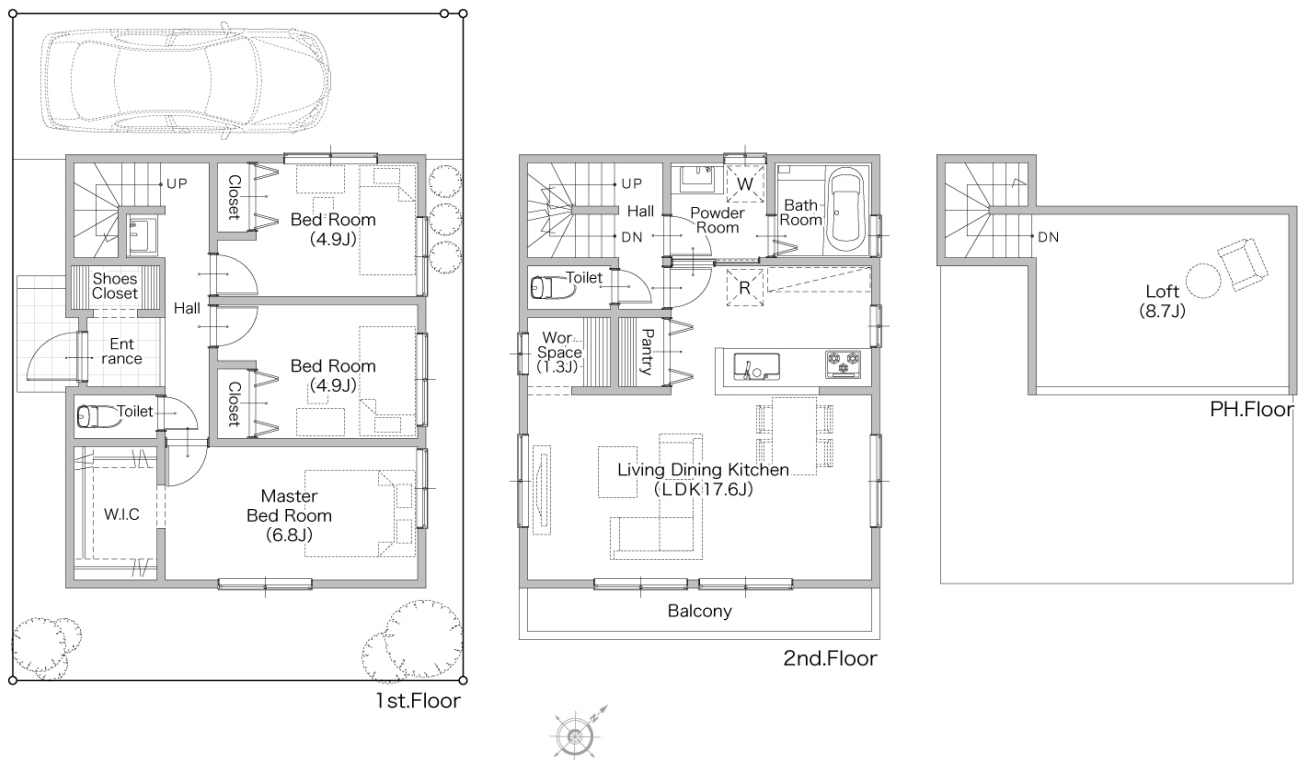 UP
Closet
Bed Room
(4.9J)
Shoes
Closet
Hall
Ent
rance
Bed Room
(4.9J)
Closet
Toilet
W.I.C
Master
Bed Room
(6.8J)
1st.Floor
UP
Hall
DN
W
Powder
Room
Bath
Room
Toilet
R
Wor
Space
(1.3J)
Pantry
Living Dining Kitchen
(LDK17.6J)
Balcony
2nd.Floor
DN
Loft
(8.7J)
PH.Floor
N